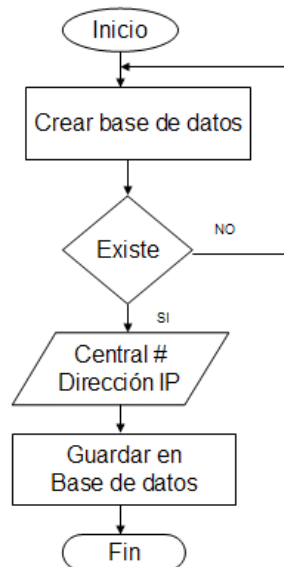 Inicio
Crear base de datos
Existe
NO
SI
Central #
Dirección IP
Guardar en
Base de datos
Fin